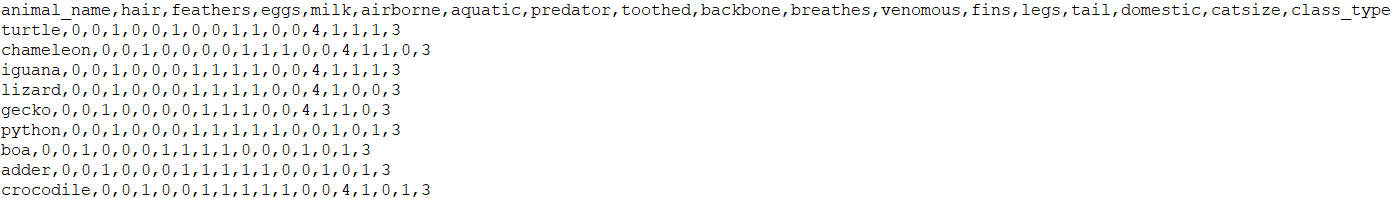 animal_name,hair,feathers,eggs,milk,airborne,aquatic,predator,toothed,backbone,breathes,venomous,fins,legs,tail,domestic,catsize,class_type
turtle,0,0,1,0,0,1,0,0,1,1,0,0,4,1,1,1,3
chameleon,0,0,1,0,0,0,0,1,1,1,0,0,4,1,1,0,3
iguana,0,0,1,0,0,0,1,1,1,1,0,0,4,1,1,1,3
lizard,0,0,1,0,0,0,1,1,1,1,0,0,4,1,0,0,3
gecko,0,0,1,0,0,0,0,1,1,1,0,0,4,1,1,0,3
python,0,0,1,0,0,0,1,1,1,1,1,0,0,1,0,1,3
boa,0,0,1,0,0,0,1,1,1,1,0,0,0,1,0,1,3
adder,0,0,1,0,0,0,1,1,1,1,1,0,0,1,0,1,3
crocodile,0,0,1,0,0,1,1,1,1,1,0,0,4,1,0,1,3